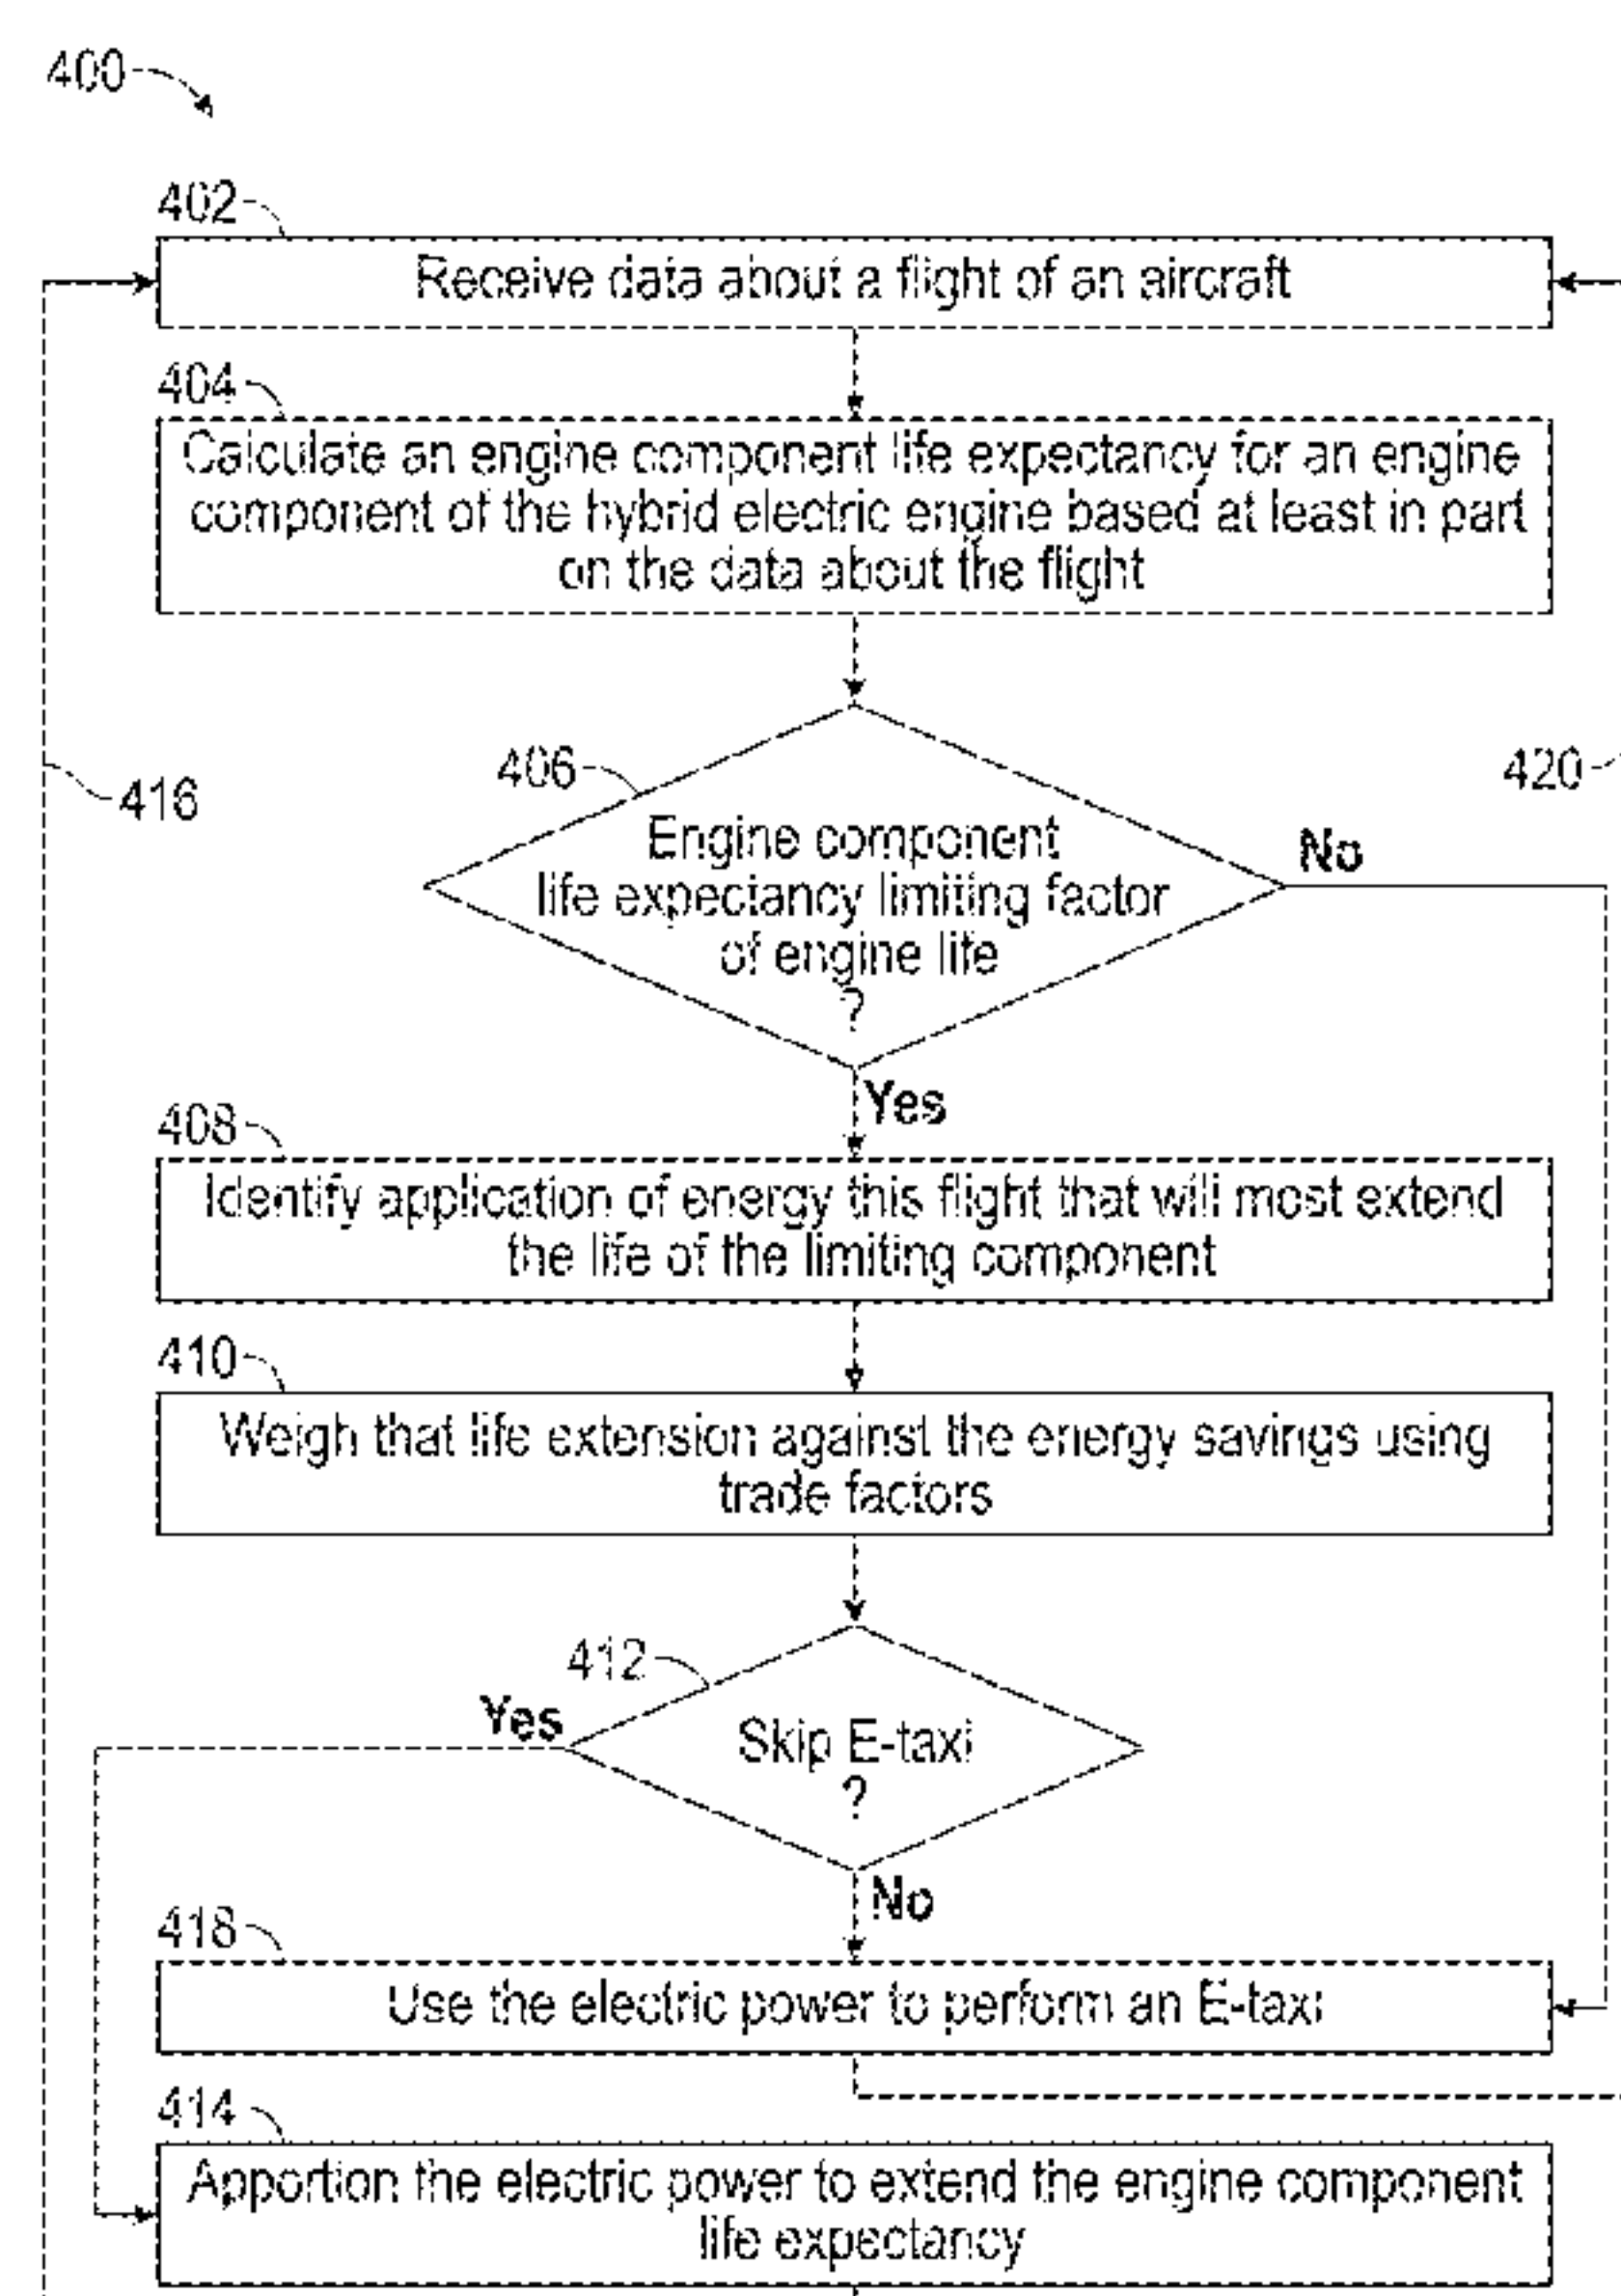 400
402
Receive data about a flight of an aircraft
404
Calculate an engine component life expectancy for an engine
component of the hybrid electric engine based at least in part
on the data about the flight
406
420
416
Engine component
life expectancy limiting factor
of engine life
?
No
Yes
408
Identify application of energy this flight that will most extend
the life of the limiting component
410
Weigh that life extension against the energy savings using
trade factors
412
Yes
Skip E-taxi
?
No
418
Use the electric power to perform an E-taxi
414
Apportion the electric power to extend the engine component
life expectancy